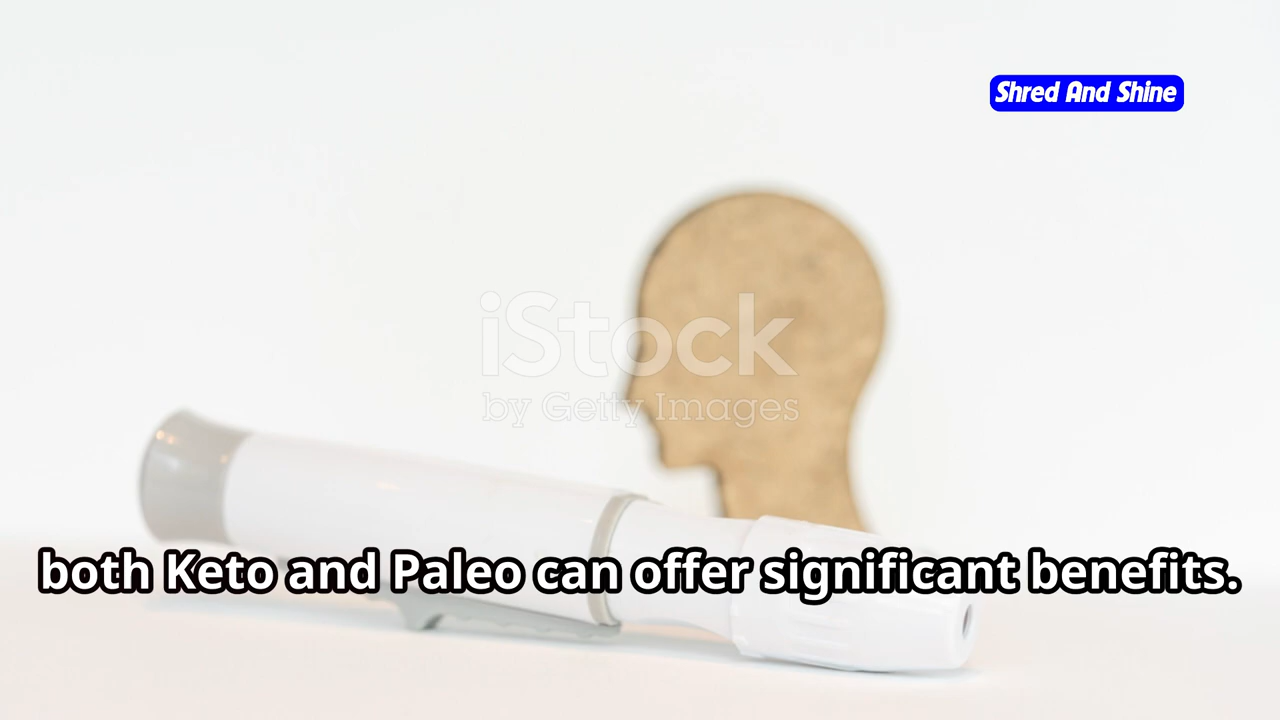 Shred And Shine
iStock
by Getty Images
both Keto and Paleo can offer significant benefits.